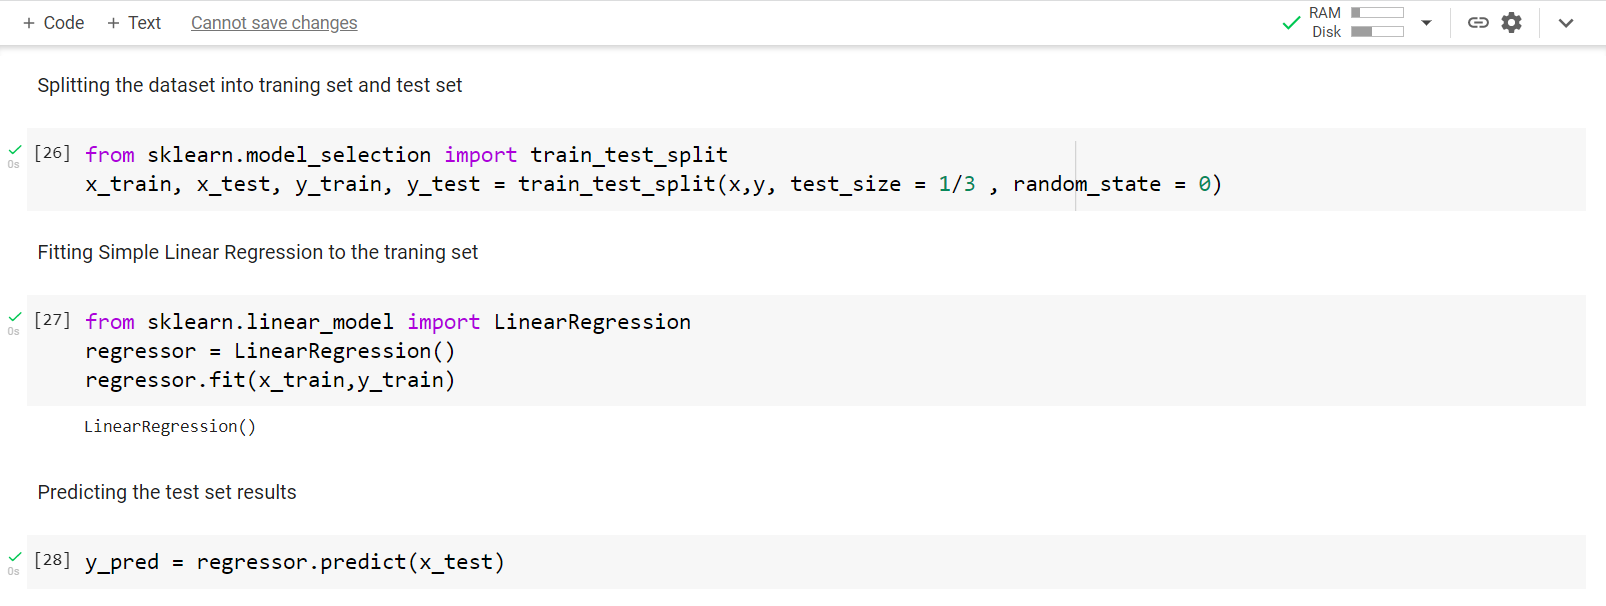 + Code + Text Cannot save changes
RAM
Disk
Splitting the dataset into traning set and test set
0s
[26] from sklearn.model_selection import train_test_split
x_train, x_test, y_train, y_test = train_test_split(x,y, test_size = 1/3 , random_state = 0)
Fitting Simple Linear Regression to the traning set
0s
[27] from sklearn.linear_model import LinearRegression
regressor = LinearRegression()
regressor.fit(x_train,y_train)
LinearRegression()
Predicting the test set results
0s
[28] y_pred = regressor.predict(x_test)